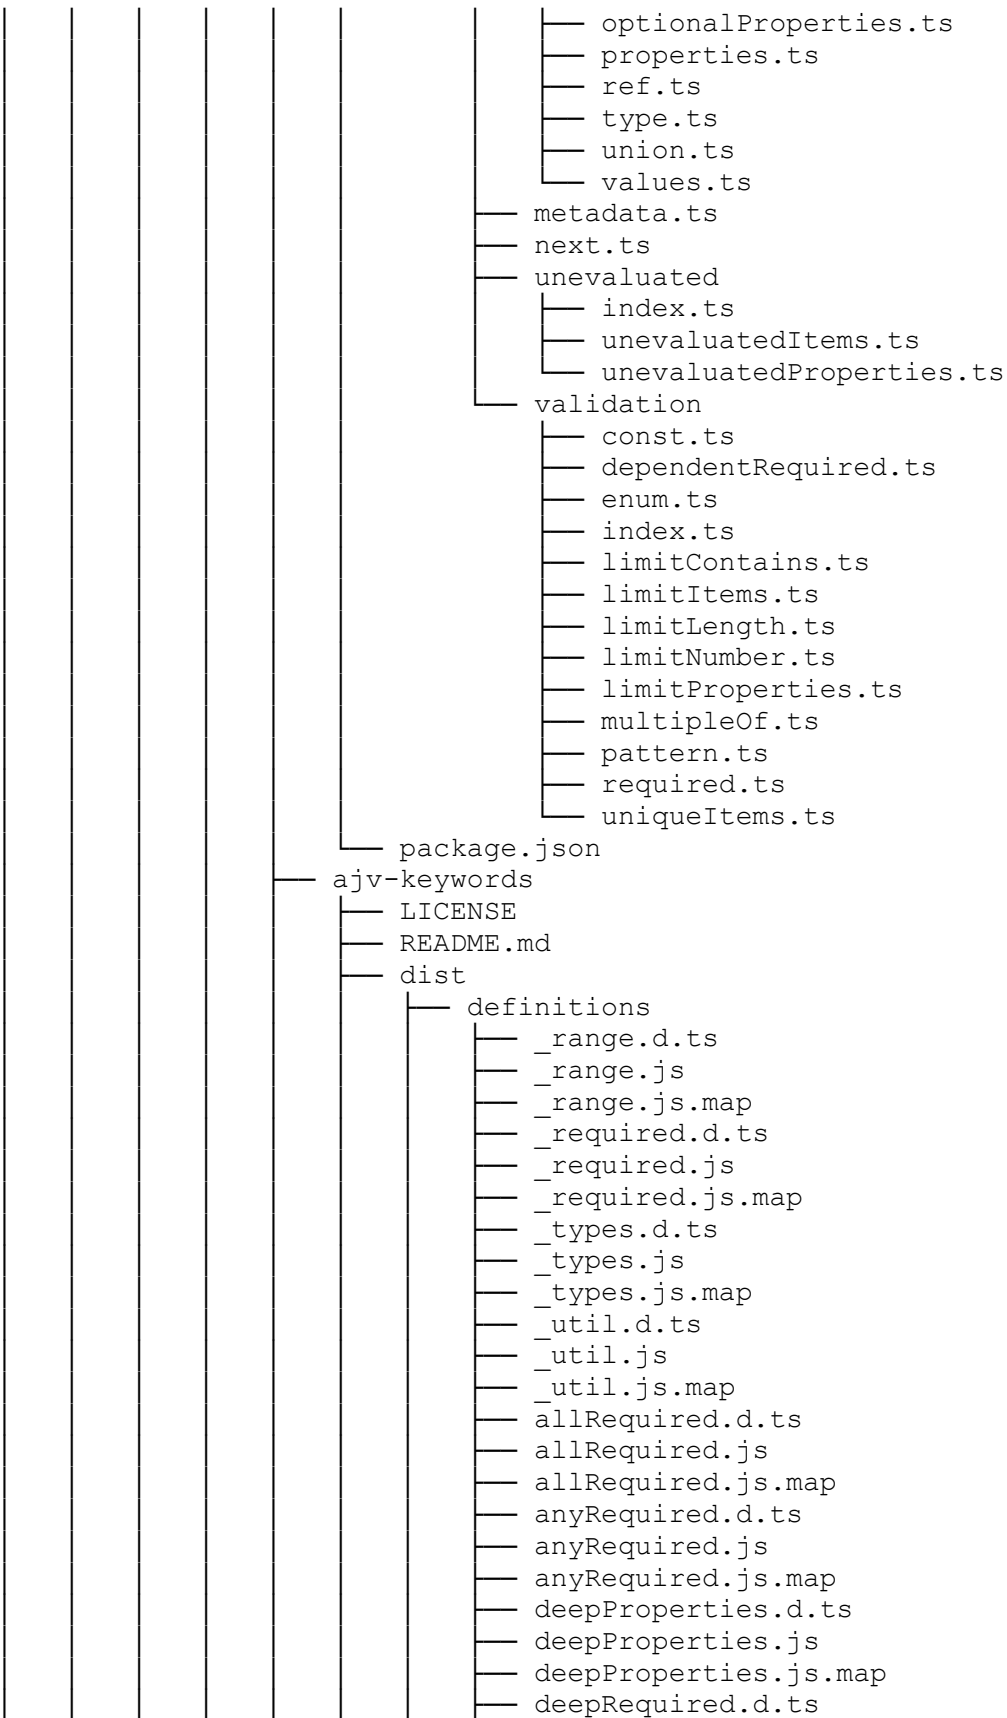 │   │   │   │   │   │   │   │   ├── optionalProperties.ts
│   │   │   │   │   │   │   │   ├── properties.ts
│   │   │   │   │   │   │   │   ├── ref.ts
│   │   │   │   │   │   │   │   ├── type.ts
│   │   │   │   │   │   │   │   ├── union.ts
│   │   │   │   │   │   │   │   └── values.ts
│   │   │   │   │   │   │   ├── metadata.ts
│   │   │   │   │   │   │   ├── next.ts
│   │   │   │   │   │   │   ├── unevaluated
│   │   │   │   │   │   │   │   ├── index.ts
│   │   │   │   │   │   │   │   ├── unevaluatedItems.ts
│   │   │   │   │   │   │   │   └── unevaluatedProperties.ts
│   │   │   │   │   │   │   └── validation
│   │   │   │   │   │   │       ├── const.ts
│   │   │   │   │   │   │       ├── dependentRequired.ts
│   │   │   │   │   │   │       ├── enum.ts
│   │   │   │   │   │   │       ├── index.ts
│   │   │   │   │   │   │       ├── limitContains.ts
│   │   │   │   │   │   │       ├── limitItems.ts
│   │   │   │   │   │   │       ├── limitLength.ts
│   │   │   │   │   │   │       ├── limitNumber.ts
│   │   │   │   │   │   │       ├── limitProperties.ts
│   │   │   │   │   │   │       ├── multipleOf.ts
│   │   │   │   │   │   │       ├── pattern.ts
│   │   │   │   │   │   │       ├── required.ts
│   │   │   │   │   │   │       └── uniqueItems.ts
│   │   │   │   │   └── package.json
│   │   │   │   ├── ajv-keywords
│   │   │   │   │   ├── LICENSE
│   │   │   │   │   ├── README.md
│   │   │   │   │   ├── dist
│   │   │   │   │   │   ├── definitions
│   │   │   │   │   │   │   ├── _range.d.ts
│   │   │   │   │   │   │   ├── _range.js
│   │   │   │   │   │   │   ├── _range.js.map
│   │   │   │   │   │   │   ├── _required.d.ts
│   │   │   │   │   │   │   ├── _required.js
│   │   │   │   │   │   │   ├── _required.js.map
│   │   │   │   │   │   │   ├── _types.d.ts
│   │   │   │   │   │   │   ├── _types.js
│   │   │   │   │   │   │   ├── _types.js.map
│   │   │   │   │   │   │   ├── _util.d.ts
│   │   │   │   │   │   │   ├── _util.js
│   │   │   │   │   │   │   ├── _util.js.map
│   │   │   │   │   │   │   ├── allRequired.d.ts
│   │   │   │   │   │   │   ├── allRequired.js
│   │   │   │   │   │   │   ├── allRequired.js.map
│   │   │   │   │   │   │   ├── anyRequired.d.ts
│   │   │   │   │   │   │   ├── anyRequired.js
│   │   │   │   │   │   │   ├── anyRequired.js.map
│   │   │   │   │   │   │   ├── deepProperties.d.ts
│   │   │   │   │   │   │   ├── deepProperties.js
│   │   │   │   │   │   │   ├── deepProperties.js.map
│   │   │   │   │   │   │   ├── deepRequired.d.ts